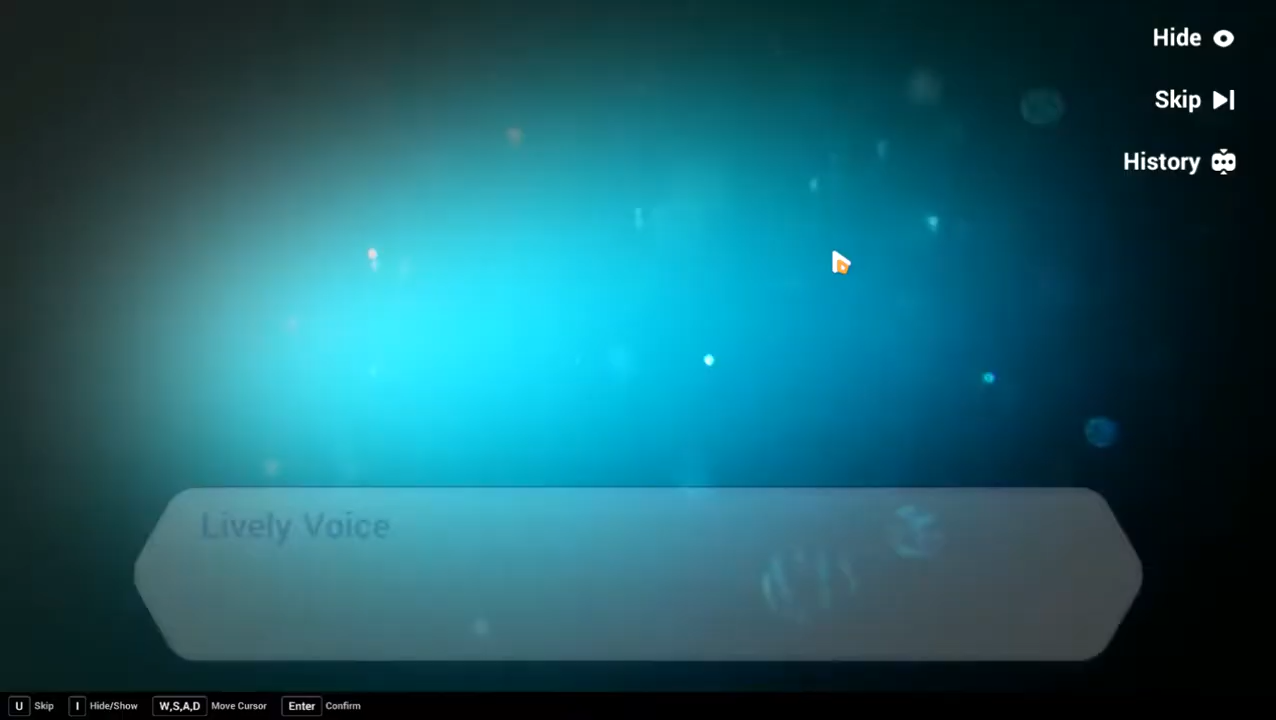 Hide
Skip
History
Lively Voice
U Skip I Hide/Show W,S,A,D Move Cursor Enter Confirm